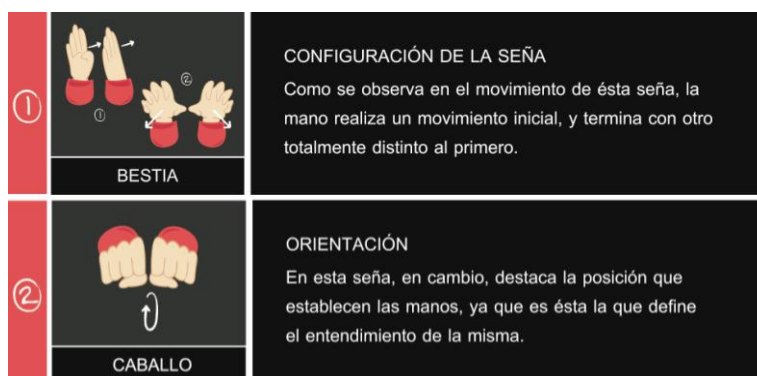 ①
①
②
BESTIA
CONFIGURACIÓN DE LA SEÑA
Como se observa en el movimiento de ésta seña, la
mano realiza un movimiento inicial, y termina con otro
totalmente distinto al primero.
②
CABALLO
ORIENTACIÓN
En esta seña, en cambio, destaca la posición que
establecen las manos, ya que es ésta la que define
el entendimiento de la misma.